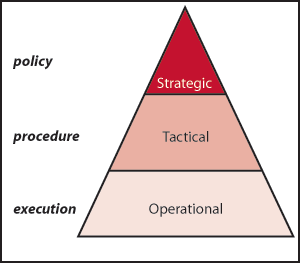 policy
Strategic
procedure
Tactical
execution
Operational